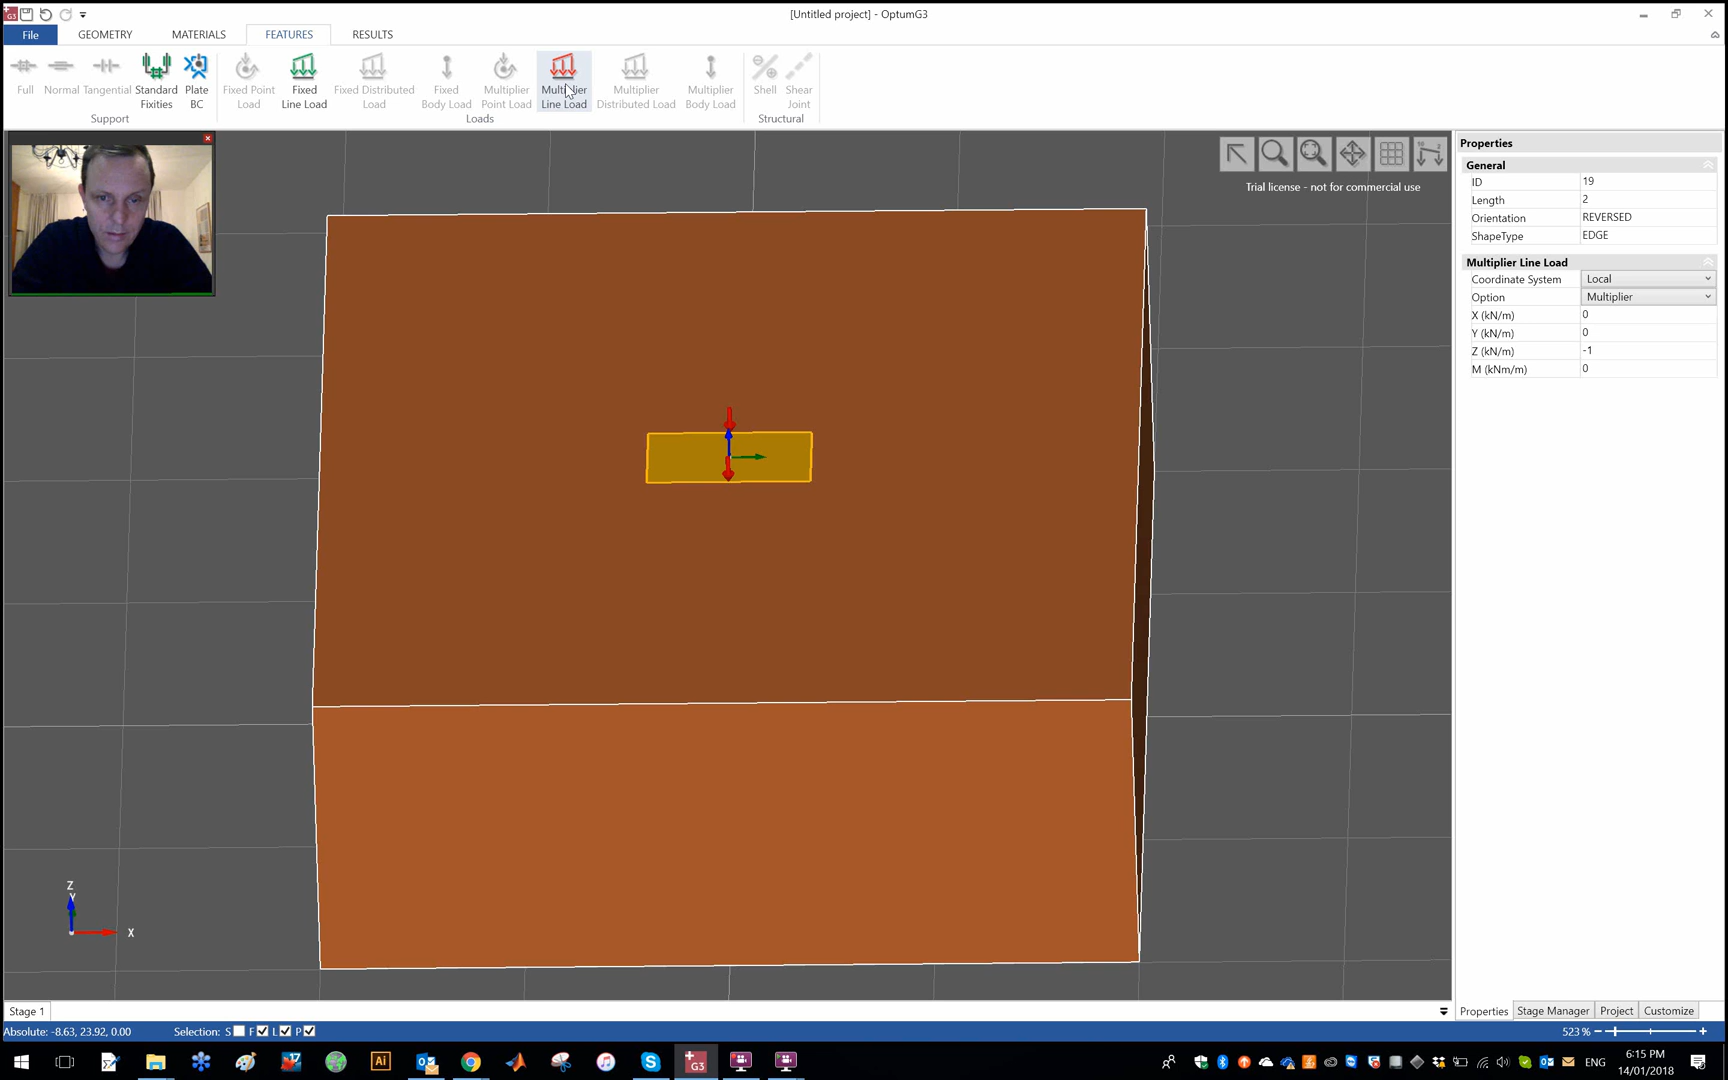 [Untitled project] - OptumG3
File GEOMETRY MATERIALS FEATURES RESULTS
Full Normal Tangential Standard Fixities Plate BC
Fixed Point Load Fixed Line Load Fixed Distributed Load Fixed Body Load Multiplier Point Load Multiplier Line Load Multiplier Distributed Load Multiplier Body Load
Shell Shear Joint
Support Loads Structural
Trial license - not for commercial use
Properties
General
ID 19
Length 2
Orientation REVERSED
ShapeType EDGE
Multiplier Line Load
Coordinate System Local
Option Multiplier
X (kN/m) 0
Y (kN/m) 0
Z (kN/m) -1
M (kNm/m) 0
Z
Y
X
Stage 1
Properties Stage Manager Project Customize
Absolute: -8.63, 23.92, 0.00 Selection: S F L P 523 %
Ai G3 ENG 6:15 PM
14/01/2018